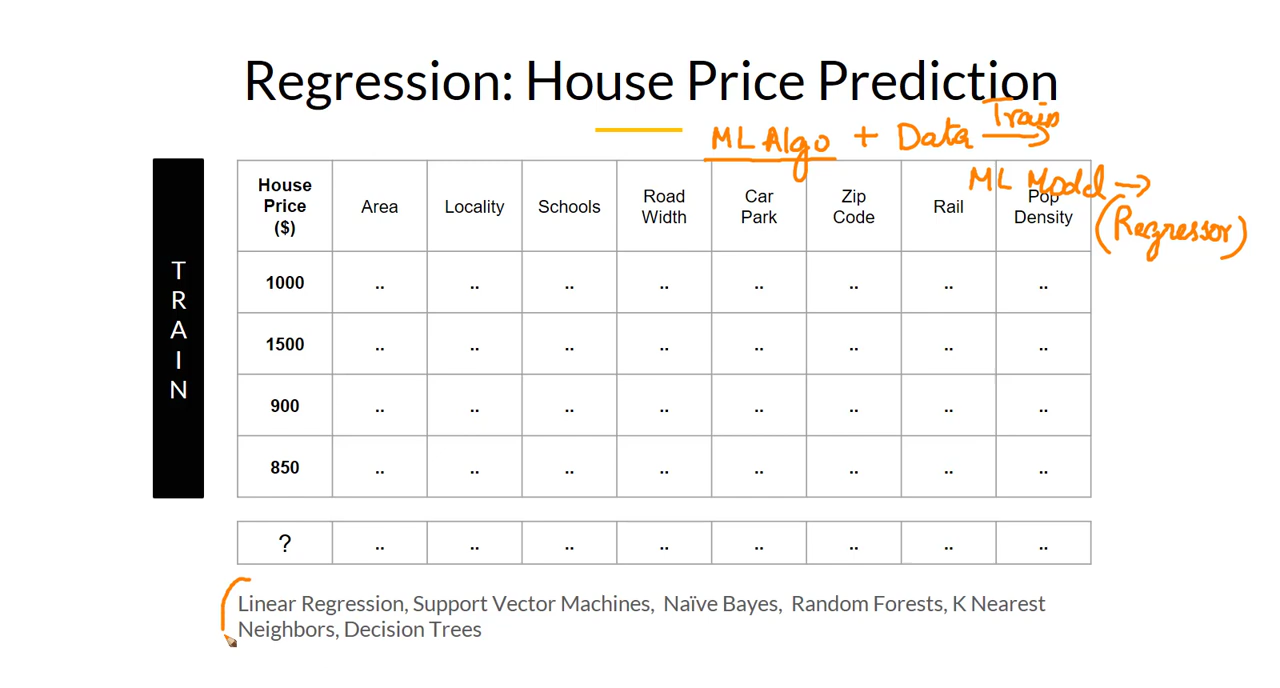 Regression: House Price Prediction
ML Algo + Data Train →
ML Model →
(Regressor)
TRAIN
House Price ($) Area Locality Schools Road Width Car Park Zip Code Rail Pop Density
1000 .. .. .. .. .. .. .. ..
1500 .. .. .. .. .. .. .. ..
900 .. .. .. .. .. .. .. ..
850 .. .. .. .. .. .. .. ..
? .. .. .. .. .. .. .. ..
Linear Regression, Support Vector Machines, Naïve Bayes, Random Forests, K Nearest
Neighbors, Decision Trees